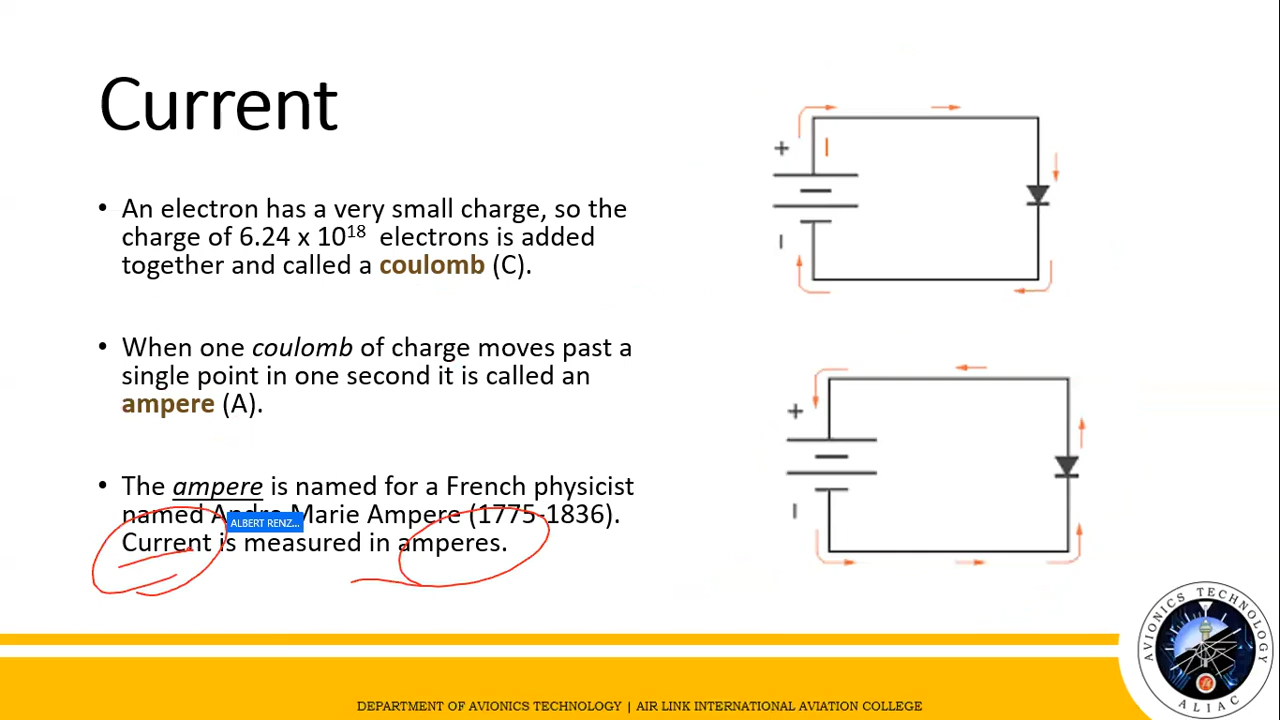 Current
• An electron has a very small charge, so the
charge of 6.24 x 10¹⁸ electrons is added
together and called a coulomb (C).
• When one coulomb of charge moves past a
single point in one second it is called an
ampere (A).
• The ampere is named for a French physicist
named Marie Ampere (1775-1836).
ALBERT RENZ...
Current is measured in amperes.
+
I
I
+
I
AVIONICS TECHNOLOGY
ALIAC
DEPARTMENT OF AVIONICS TECHNOLOGY | AIR LINK INTERNATIONAL AVIATION COLLEGE